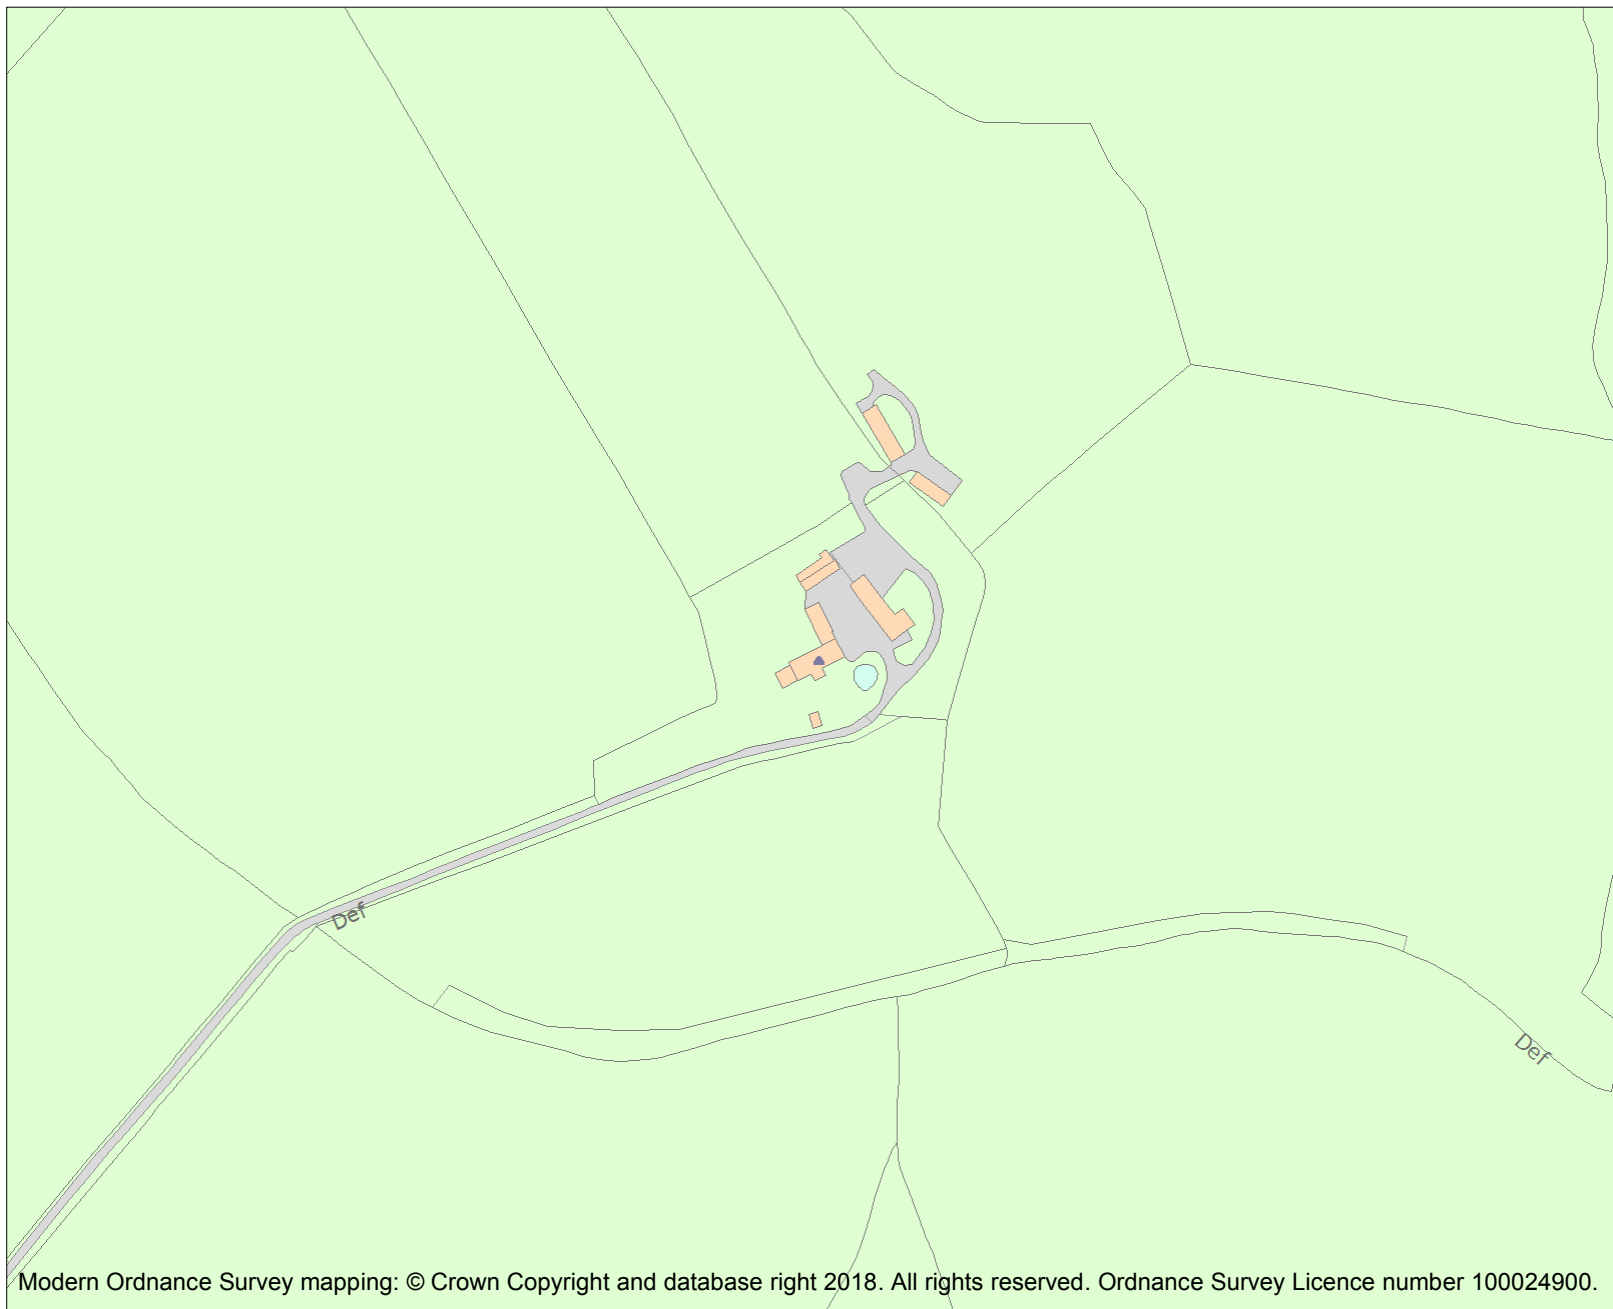 Def
Def
Modern Ordnance Survey mapping: © Crown Copyright and database right 2018. All rights reserved. Ordnance Survey Licence number 100024900.